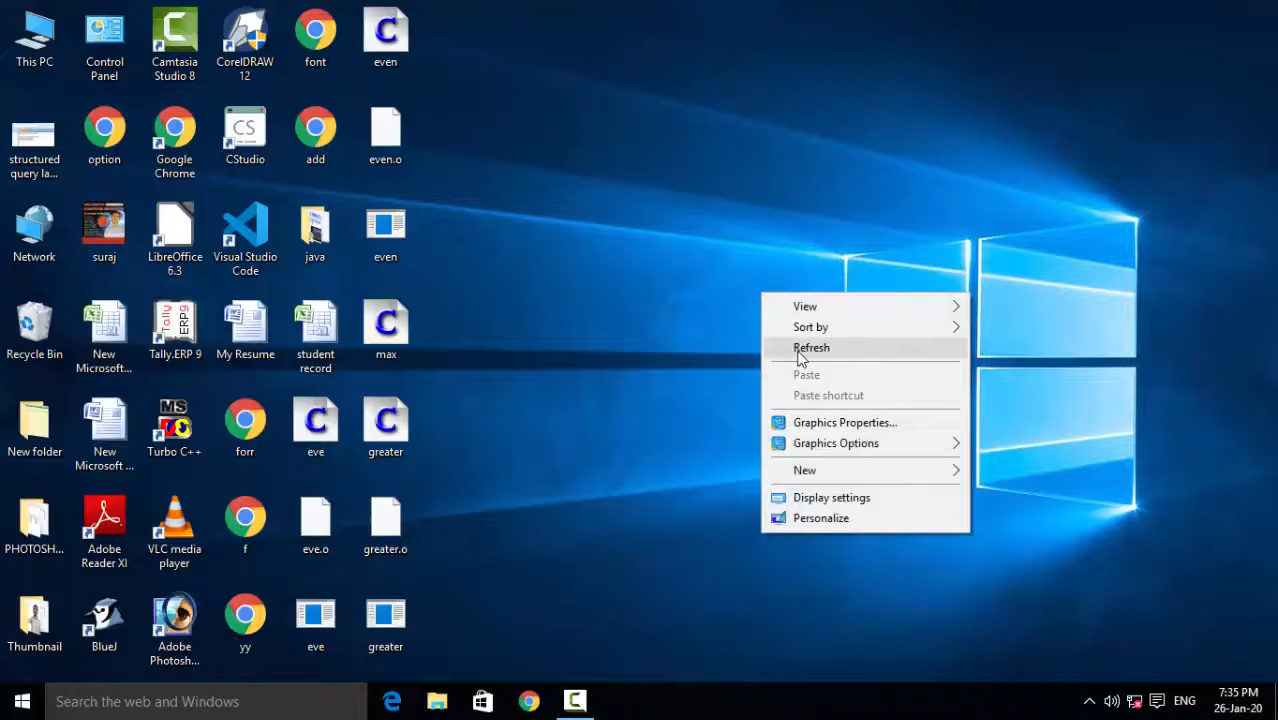 This PC
Control
Panel
Camtasia
Studio 8
CorelDRAW
12
font
C
even
structured
query la...
option
Google
Chrome
CS
CStudio
add
even.o
Network
suraj
LibreOffice
6.3
Visual Studio
Code
java
even
Recycle Bin
New
Microsoft...
Tally
ERP9
Tally.ERP 9
My Resume
student
record
C
max
New folder
New
Microsoft ...
MS
Turbo C++
forr
C
eve
C
greater
PHOTOSH...
Adobe
Reader XI
VLC media
player
f
eve.o
greater.o
Thumbnail
BlueJ
Adobe
Photosh...
yy
eve
greater
View
Sort by
Refresh
Paste
Paste shortcut
Graphics Properties...
Graphics Options
New
Display settings
Personalize
Search the web and Windows
ENG
7:35 PM
26-Jan-20